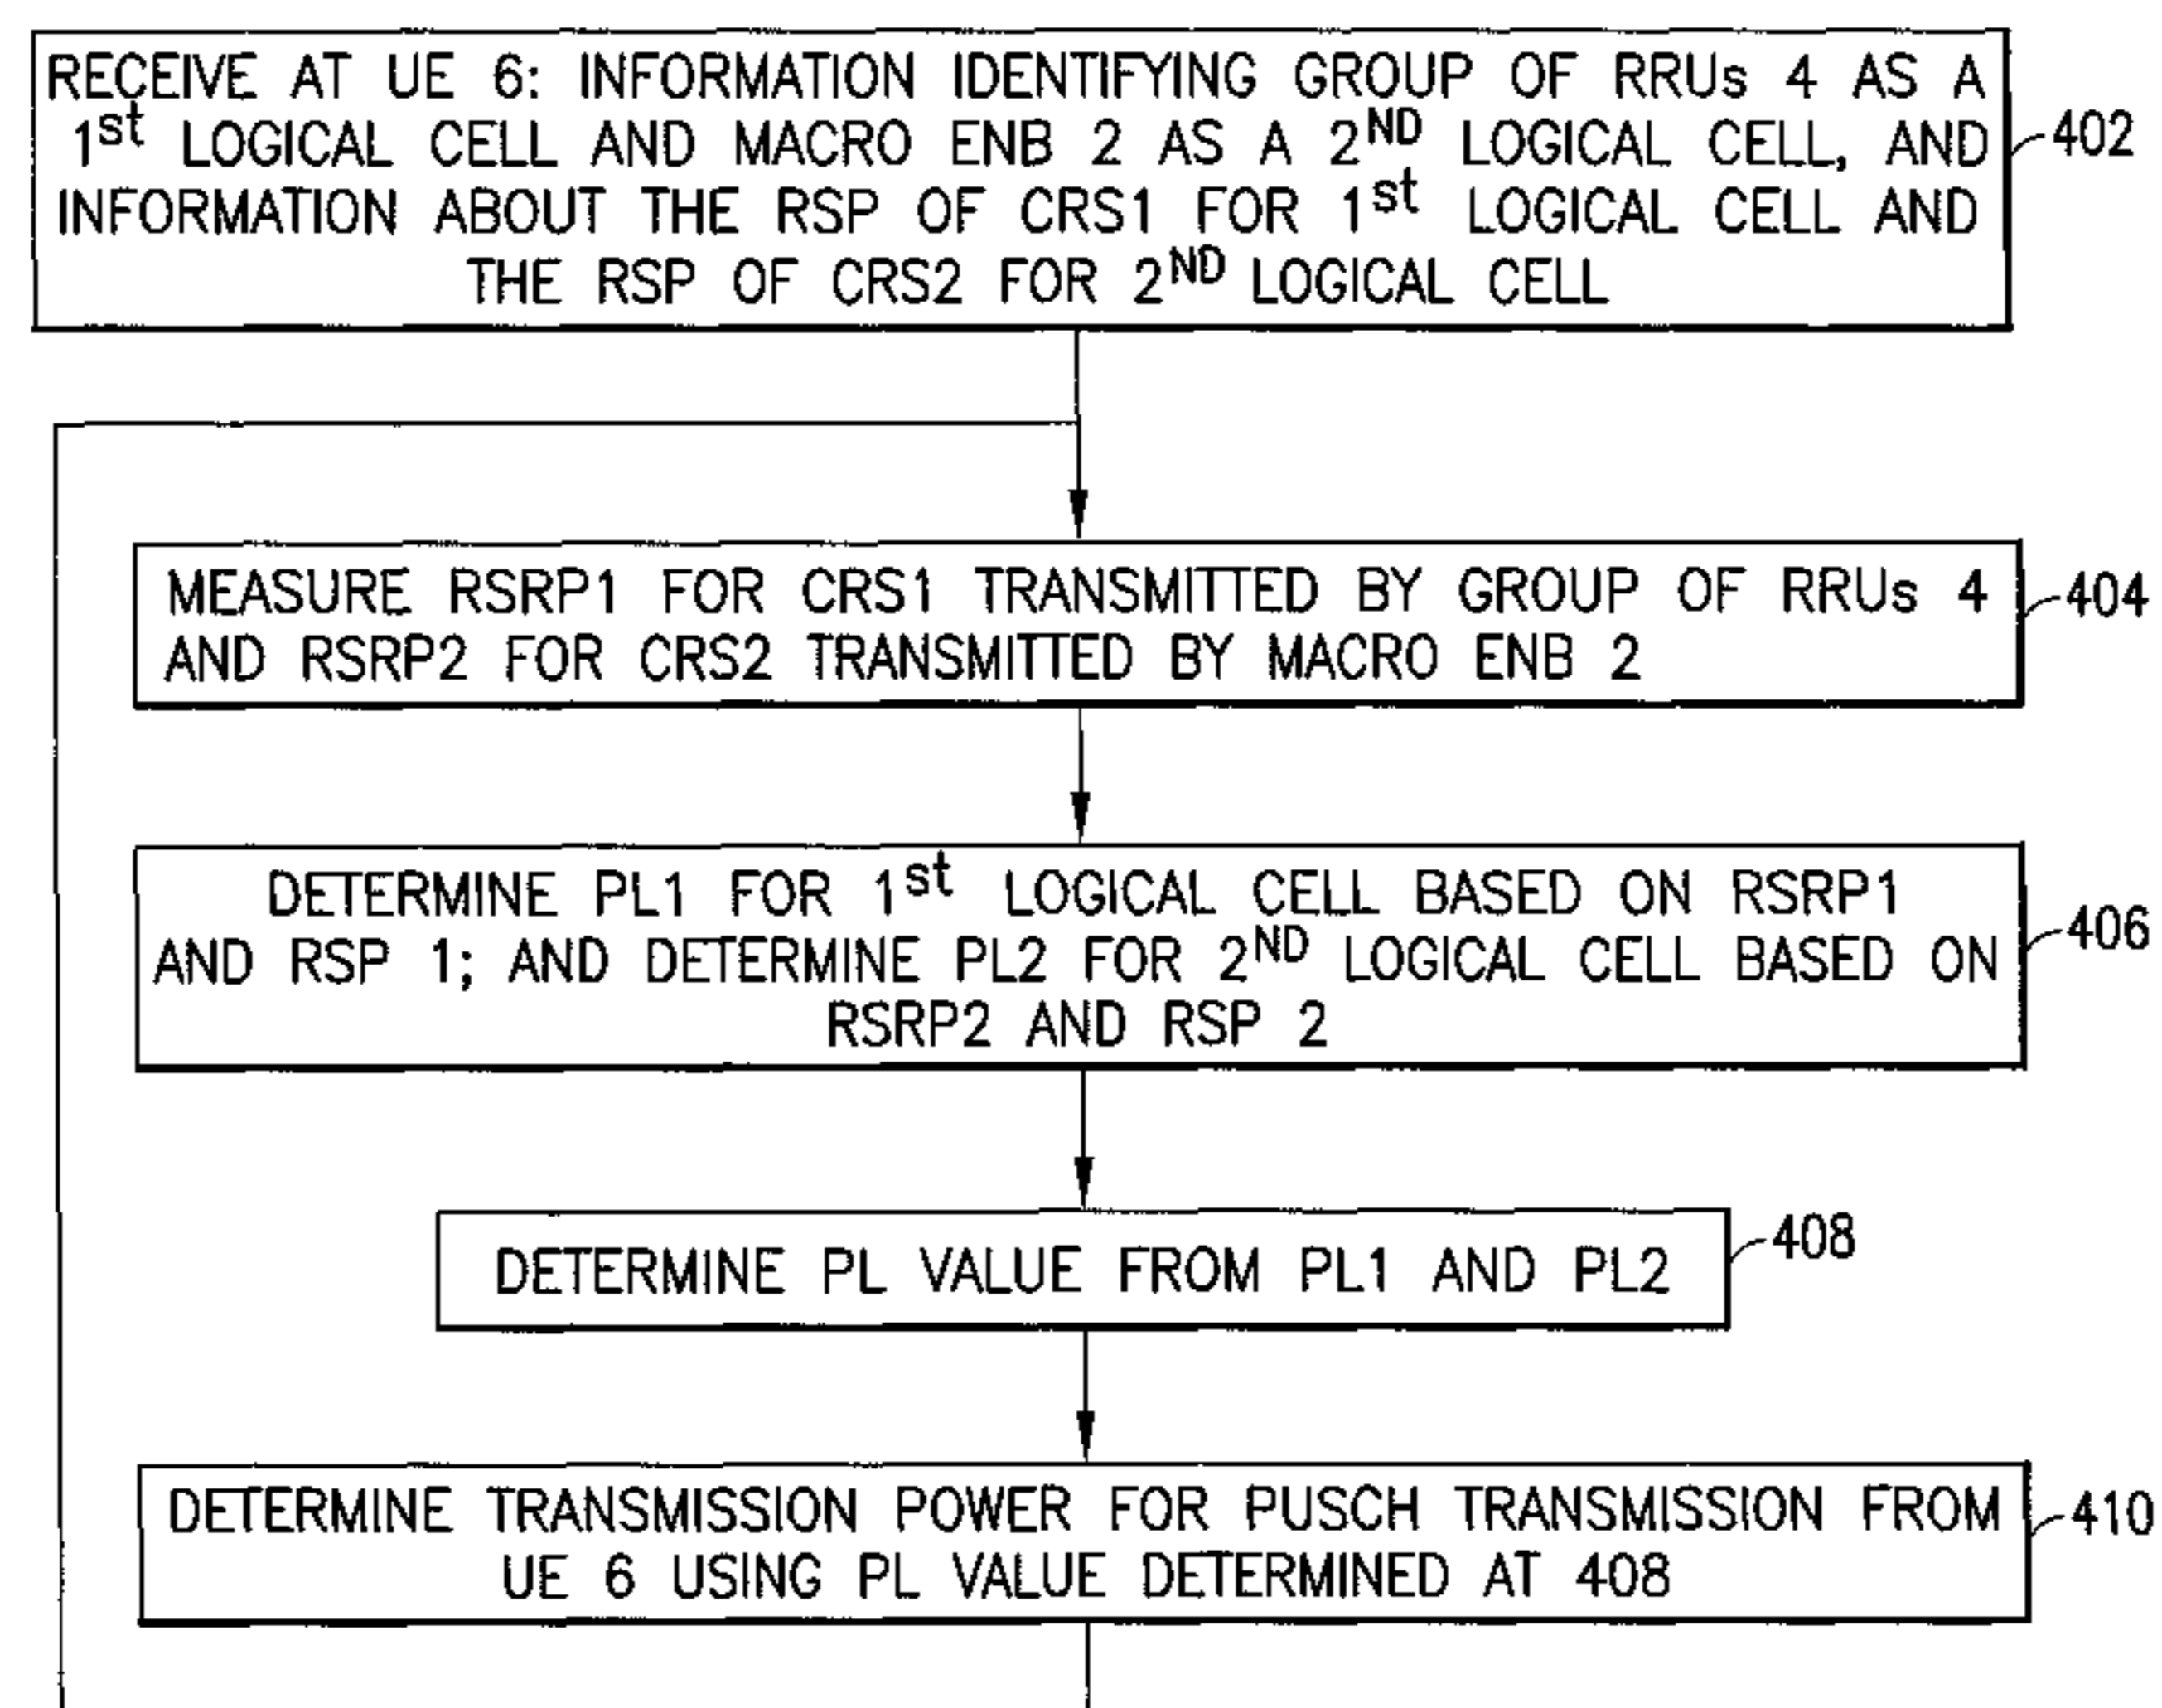 RECEIVE AT UE 6: INFORMATION IDENTIFYING GROUP OF RRUs 4 AS A
1st LOGICAL CELL AND MACRO ENB 2 AS A 2ND LOGICAL CELL, AND
INFORMATION ABOUT THE RSP OF CRS1 FOR 1st LOGICAL CELL AND
THE RSP OF CRS2 FOR 2ND LOGICAL CELL
402
MEASURE RSRP1 FOR CRS1 TRANSMITTED BY GROUP OF RRUs 4
AND RSRP2 FOR CRS2 TRANSMITTED BY MACRO ENB 2
404
DETERMINE PL1 FOR 1st LOGICAL CELL BASED ON RSRP1
AND RSP 1; AND DETERMINE PL2 FOR 2ND LOGICAL CELL BASED ON
RSRP2 AND RSP 2
406
DETERMINE PL VALUE FROM PL1 AND PL2
408
DETERMINE TRANSMISSION POWER FOR PUSCH TRANSMISSION FROM
UE 6 USING PL VALUE DETERMINED AT 408
410